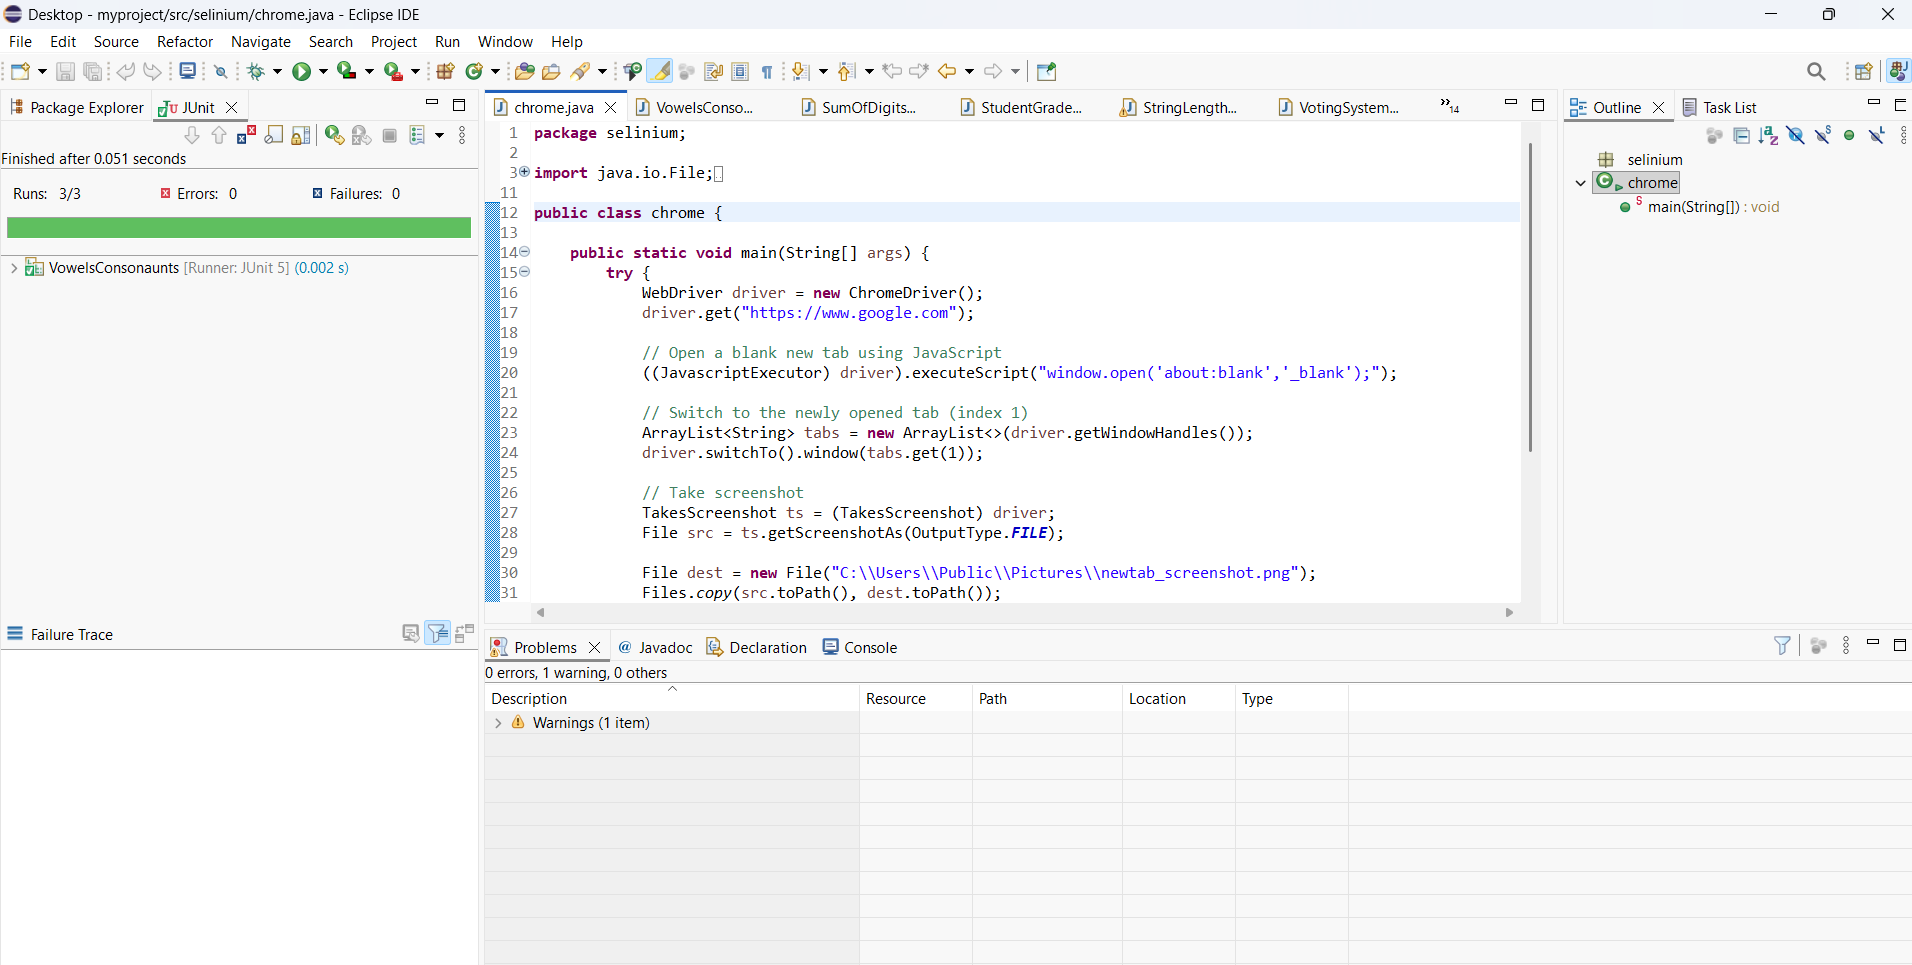 Desktop - myproject/src/selinium/chrome.java - Eclipse IDE
File Edit Source Refactor Navigate Search Project Run Window Help
Package Explorer JUnit
Finished after 0.051 seconds
Runs: 3/3 Errors: 0 Failures: 0
VowelsConsonaunts [Runner: JUnit 5] (0.002 s)
Failure Trace
chrome.java VowelsConso... SumOfDigits... StudentGrade... StringLength... VotingSystem... »14
1 package selinium;
2
3 import java.io.File;
11
12 public class chrome {
13
14 public static void main(String[] args) {
15 try {
16 WebDriver driver = new ChromeDriver();
17 driver.get("https://www.google.com");
18
19 // Open a blank new tab using JavaScript
20 ((JavascriptExecutor) driver).executeScript("window.open('about:blank','_blank');");
21
22 // Switch to the newly opened tab (index 1)
23 ArrayList<String> tabs = new ArrayList<>(driver.getWindowHandles());
24 driver.switchTo().window(tabs.get(1));
25
26 // Take screenshot
27 TakesScreenshot ts = (TakesScreenshot) driver;
28 File src = ts.getScreenshotAs(OutputType.FILE);
29
30 File dest = new File("C:\\Users\\Public\\Pictures\\newtab_screenshot.png");
31 Files.copy(src.toPath(), dest.toPath());
Outline Task List
selinium
chrome
main(String[]) : void
Problems @ Javadoc Declaration Console
0 errors, 1 warning, 0 others
Description Resource Path Location Type
Warnings (1 item)